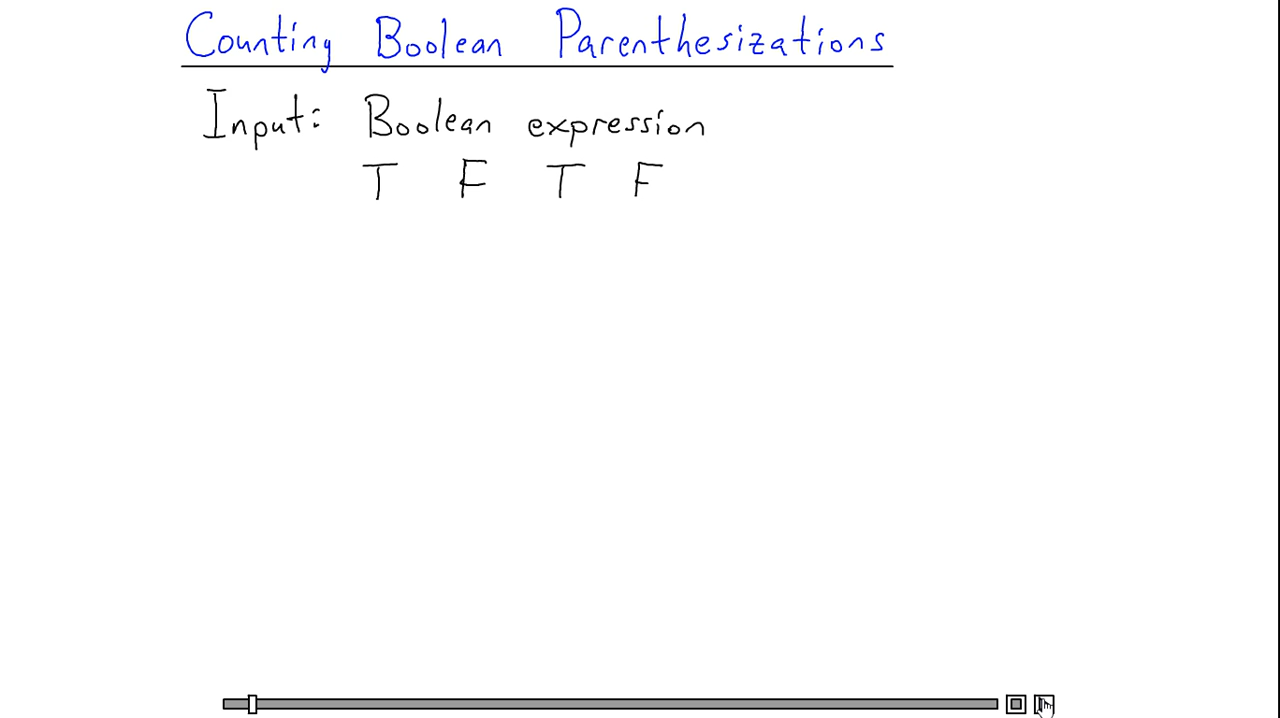 Counting Boolean Parenthesizations
Input: Boolean expression
T F T F